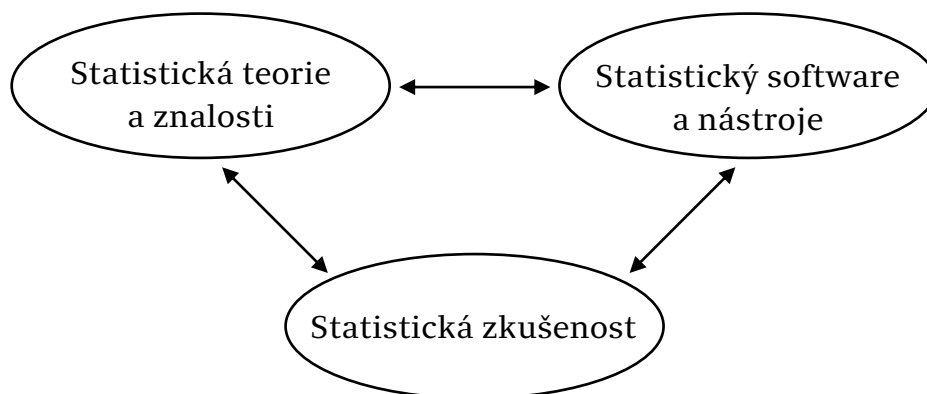 Statistická teorie
a znalosti
Statistický software
a nástroje
Statistická zkušenost